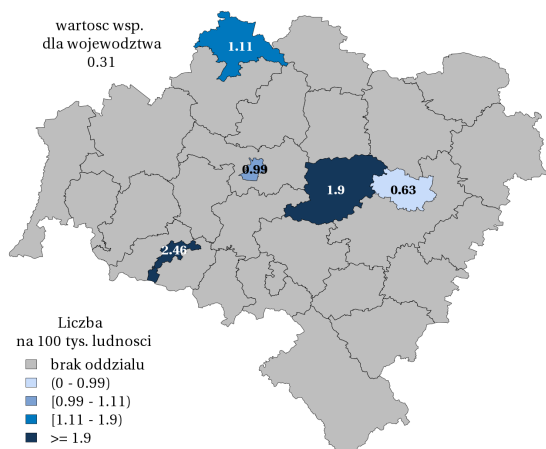 wartosc wsp.
dla wojewodztwa
0.31
1.11
0.99
1.9
0.63
2.46
Liczba
na 100 tys. ludnosci
brak oddzialu
(0 - 0.99)
[0.99 - 1.11)
[1.11 - 1.9)
>= 1.9